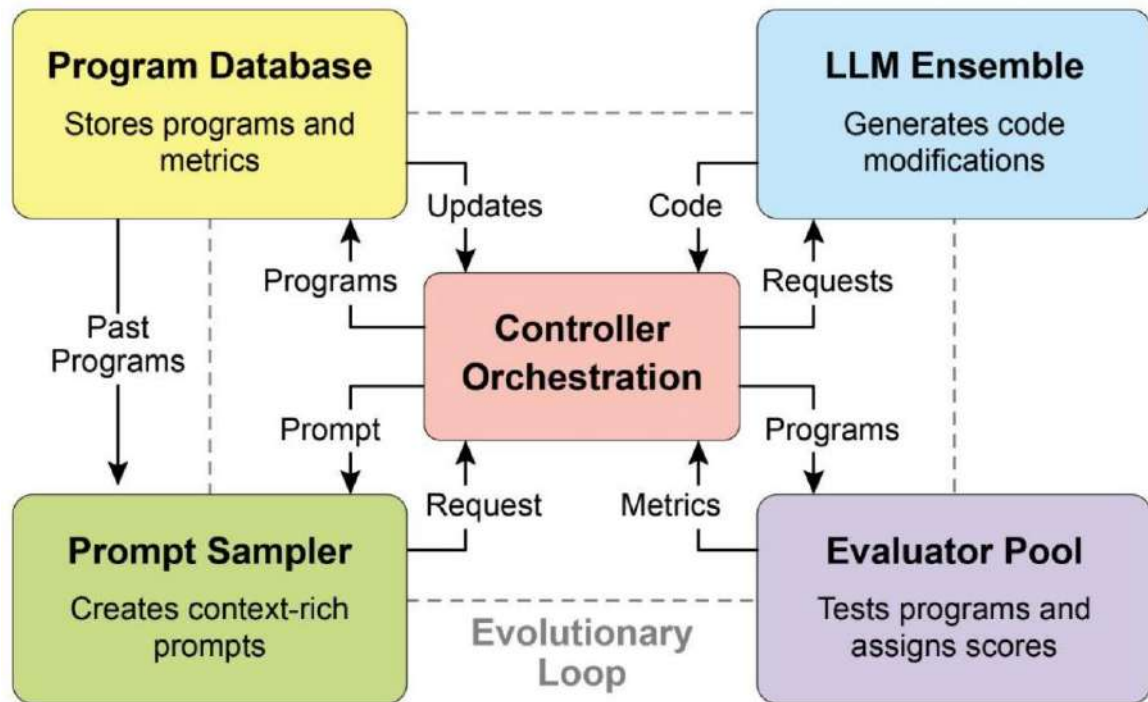 Program Database
Stores programs and
metrics
LLM Ensemble
Generates code
modifications
Updates
Code
Programs
Requests
Past
Programs
Controller
Orchestration
Prompt
Programs
Request
Metrics
Prompt Sampler
Creates context-rich
prompts
Evaluator Pool
Tests programs and
assigns scores
Evolutionary
Loop